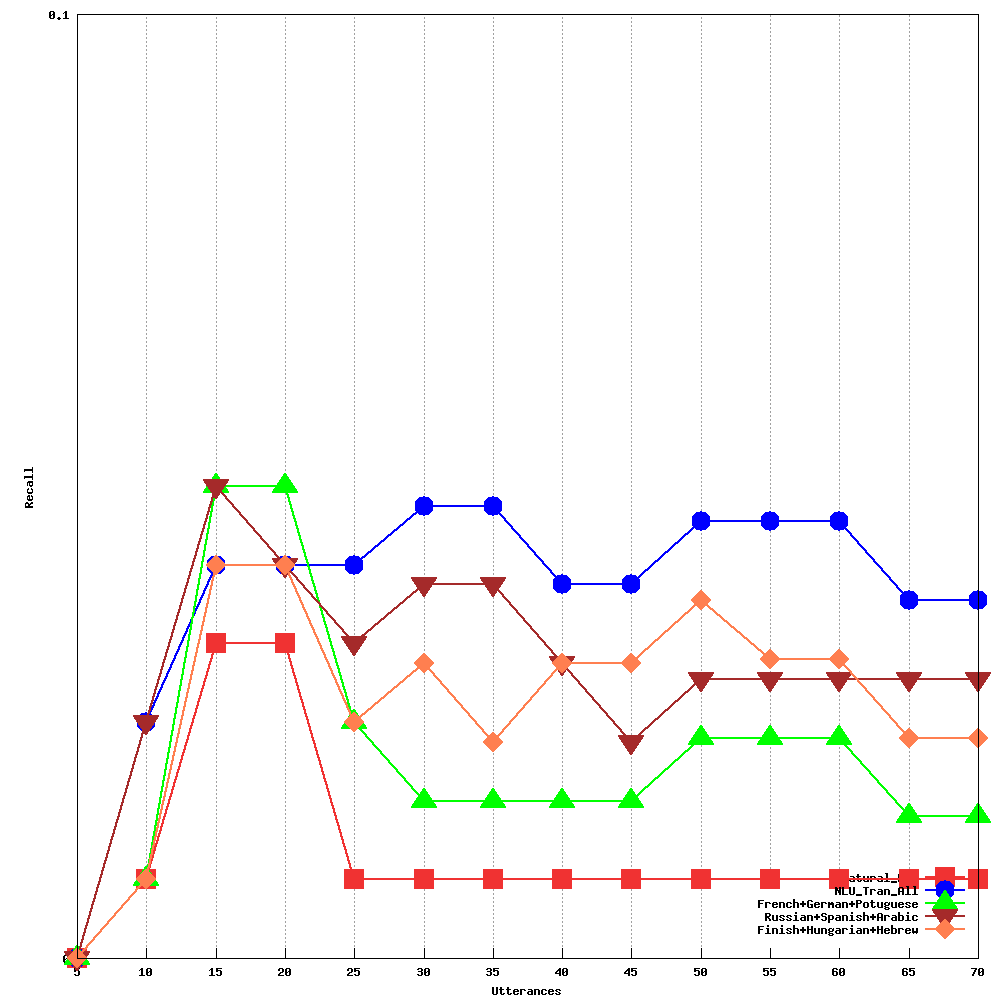 0.1
Recall
NLU_Tran_All
French+German+Potuguese
Russian+Spanish+Arabic
Finish+Hungarian+Hebrew
5 10 15 20 25 30 35 40 45 50 55 60 65 70
Utterances